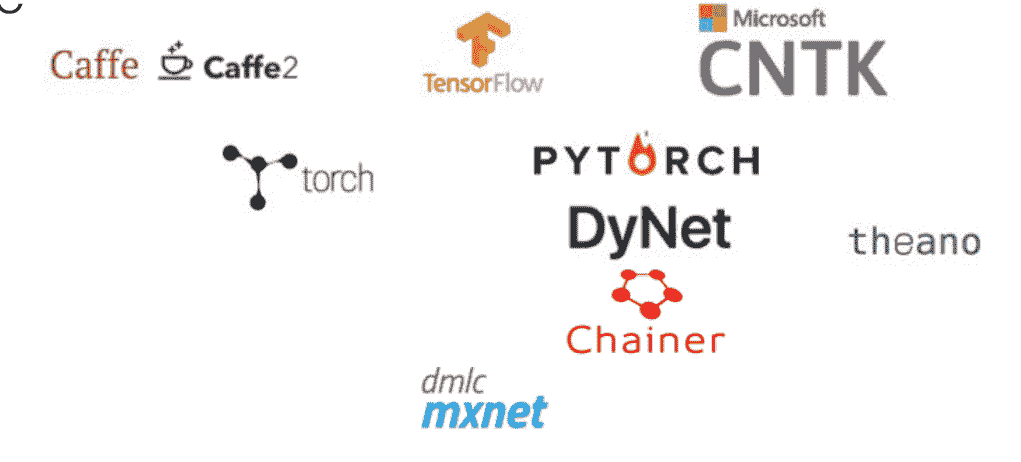 Caffe Caffe2
TensorFlow
Microsoft
CNTK
torch
PYTORCH
DyNet
theano
Chainer
dmlc
mxnet